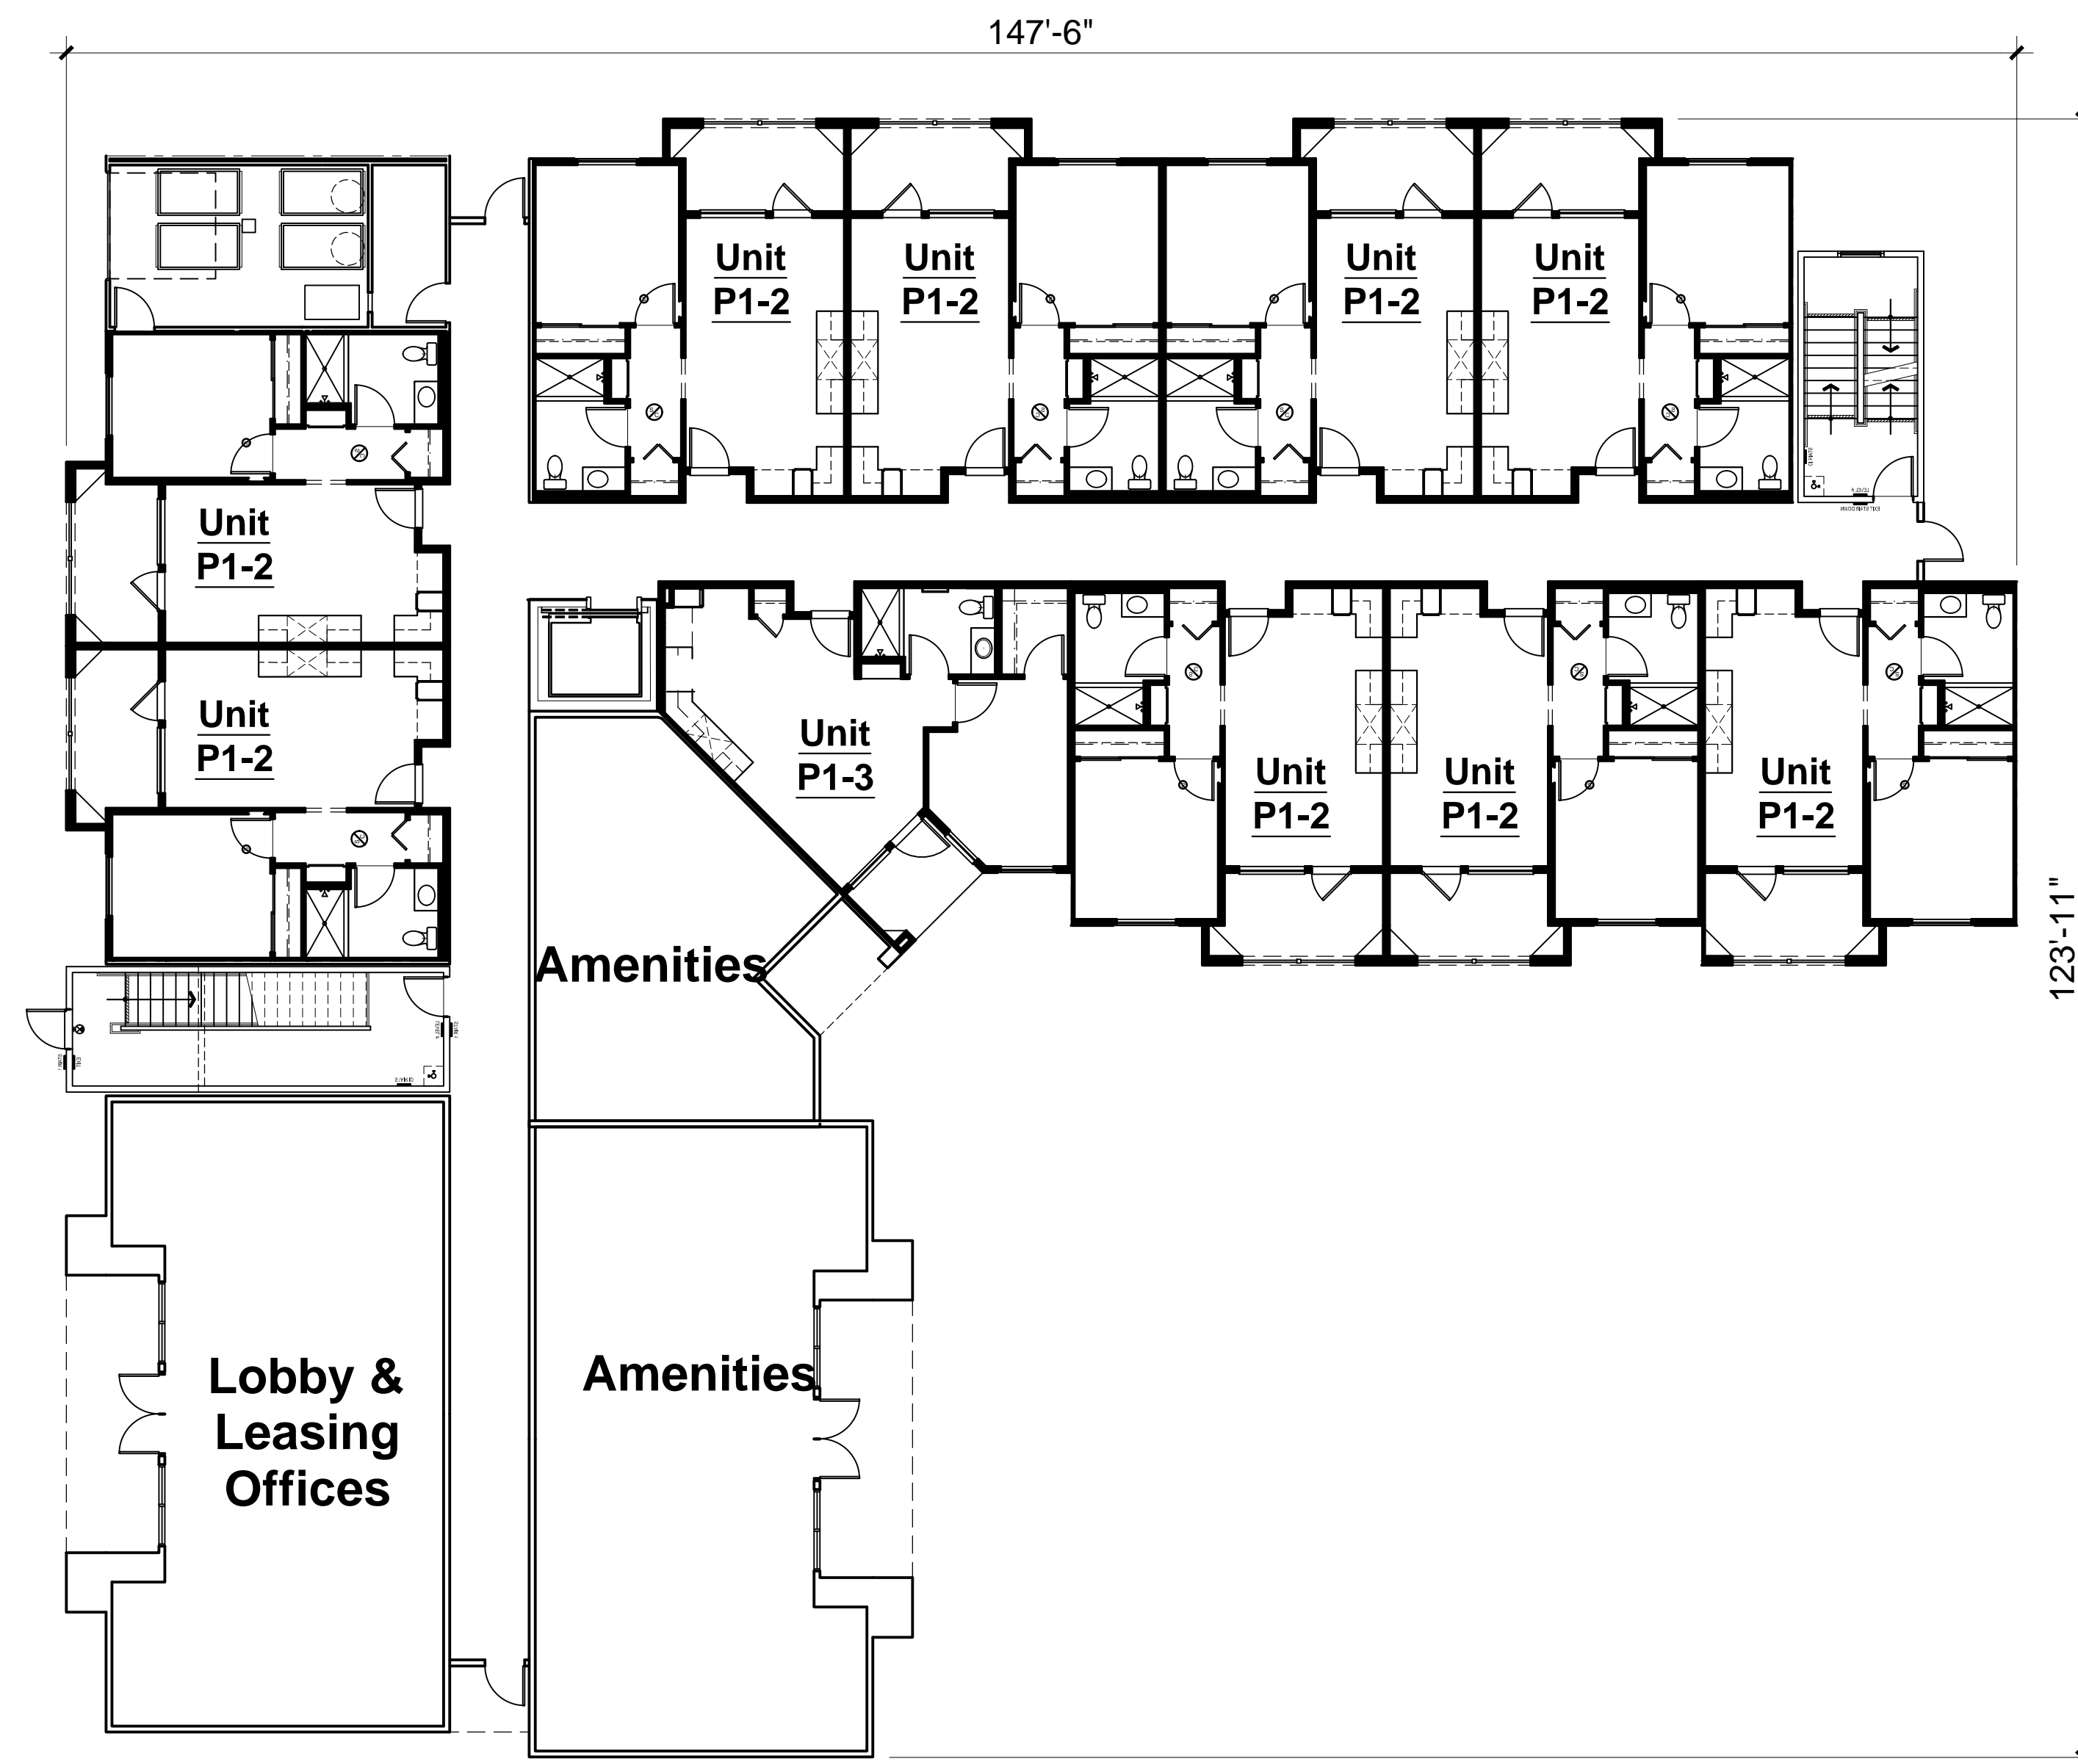 147'-6"
Unit
P1-2
Unit
P1-2
Unit
P1-2
Unit
P1-2
Unit
P1-2
Unit
P1-2
Unit
P1-3
Unit
P1-2
Unit
P1-2
Unit
P1-2
123'-11"
Amenities
Lobby &
Leasing
Offices
Amenities